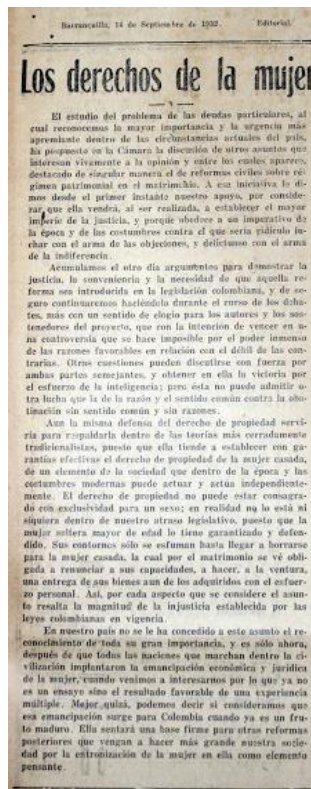 Barranquilla, 14 de Septiembre de 1932. Editorial.
Los derechos de la mujer
El estudio del problema de las deudas particulares, al
cual reconocemos la mayor importancia y la urgencia más
apremiante dentro de las circunstancias actuales del país,
ha pospuesto en la Cámara la discusión de otros asuntos que
interesan vivamente a la opinión y entre los cuales aparece,
destacado de singular manera el de reformas civiles sobre ré-
gimen patrimonial en el matrimonio. A esa iniciativa le di-
mos desde el primer instante nuestro apoyo, por conside-
rar que ella vendrá, al ser realizada, a establecer el mayor
imperio de la justicia, y porque obedece a un imperativo de
la época y de las costumbres contra el que sería ridículo lu-
char con el arma de las objeciones, y delictuoso con el arma
de la indiferencia.
Acumulamos el otro día argumentos para demostrar la
justicia, la conveniencia y la necesidad de que aquella re-
forma sea introducida en la legislación colombiana, y de se-
guro continuaremos haciéndolo durante el curso de los deba-
tes, más con un sentido de elogio para los autores y los sos-
tenedores del proyecto, que con la intención de vencer en u-
na controversia que se hace imposible por el poder inmenso
de las razones favorables en relación con el débil de las con-
trarias. Otras cuestiones pueden discutirse con fuerza por
ambas partes semejantes, y obtener en ella la victoria por
el esfuerzo de la inteligencia; pero ésta no puede admitir o-
tra lucha que la de la razón y el sentido común contra la obs-
tinación sin sentido común y sin razones.
Aun la misma defensa del derecho de propiedad servi-
ría para respaldarla dentro de las teorías más cerradamente
tradicionalistas, puesto que ella tiende a establecer con ga-
rantías efectivas el derecho de propiedad de la mujer casada,
de un elemento de la sociedad que dentro de la época y las
costumbres modernas puede actuar y actúa independiente-
mente. El derecho de propiedad no puede estar consagra-
do con exclusividad para un sexo; en realidad no lo está ni
siquiera dentro de nuestro atraso legislativo, puesto que la
mujer soltera mayor de edad lo tiene garantizado y defen-
dido. Sus contornos sólo se esfuman hasta llegar a borrarse
para la mujer casada, la cual por el matrimonio se vé obli-
gada a renunciar a sus capacidades, a hacer, a la ventura,
una entrega de sus bienes aun de los adquiridos con el esfuer-
zo personal. Así, por cada aspecto que se considere el asun-
to resalta la magnitud de la injusticia establecida por las
leyes colombianas en vigencia.
En nuestro país no se le ha concedido a este asunto el re-
conocimiento de toda su gran importancia, y es sólo ahora,
después de que todas las naciones que marchan dentro la ci-
vilización implantaron la emancipación económica y jurídica
de la mujer, cuando venimos a interesarnos por lo que ya no
es un ensayo sino el resultado favorable de una experiencia
múltiple. Mejor quizá, podemos decir si consideramos que
esa emancipación surge para Colombia cuando ya es un fru-
to maduro. Ella sentará una base firme para otras reformas
posteriores que vengan a hacer más grande nuestra socie-
dad por la entronización de la mujer en ella como elemento
pensante.